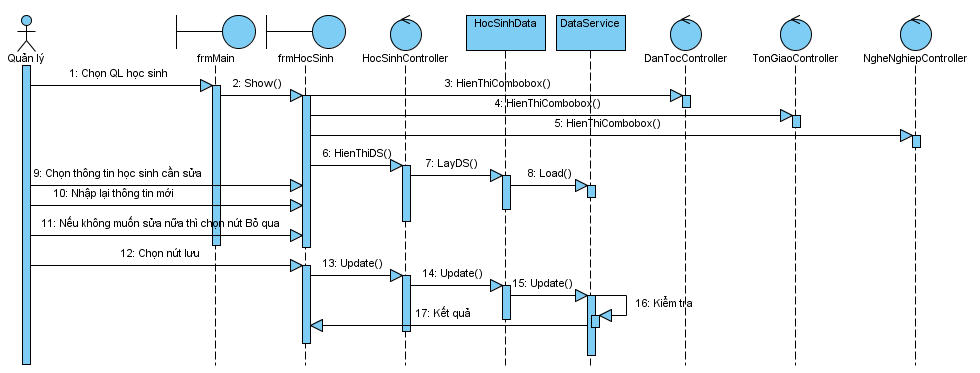 HocSinhData
DataService
Quản lý
frmMain
frmHocSinh
HocSinhController
DanTocController
TonGiaoController
NgheNghiepController
1: Chọn QL học sinh
2: Show()
3: HienThiCombobox()
4: HienThiCombobox()
5: HienThiCombobox()
6: HienThiDS()
7: LayDS()
8: Load()
9: Chọn thông tin học sinh cần sửa
10: Nhập lại thông tin mới
11: Nếu không muốn sửa nữa thì chọn nút Bỏ qua
12: Chọn nút lưu
13: Update()
14: Update()
15: Update()
16: Kiểm tra
17: Kết quả